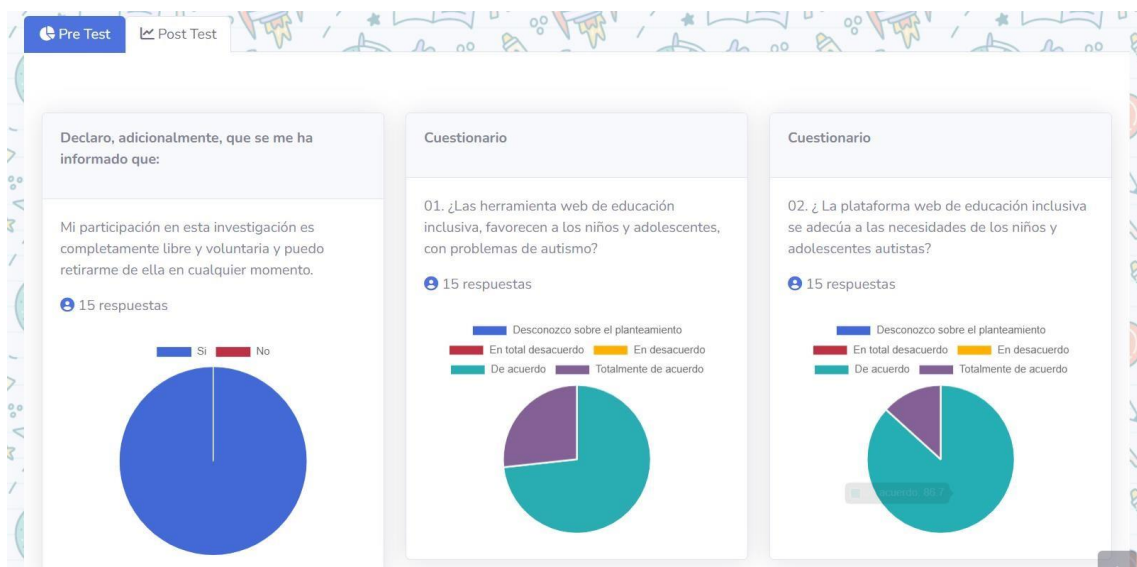 Pre Test
Post Test
Declaro, adicionalmente, que se me ha
informado que:
Mi participación en esta investigación es
completamente libre y voluntaria y puedo
retirarme de ella en cualquier momento.
15 respuestas
Si No
Cuestionario
01. ¿Las herramienta web de educación
inclusiva, favorecen a los niños y adolescentes,
con problemas de autismo?
15 respuestas
Desconozco sobre el planteamiento
En total desacuerdo En desacuerdo
De acuerdo Totalmente de acuerdo
Cuestionario
02. ¿ La plataforma web de educación inclusiva
se adecúa a las necesidades de los niños y
adolescentes autistas?
15 respuestas
Desconozco sobre el planteamiento
En total desacuerdo En desacuerdo
De acuerdo Totalmente de acuerdo